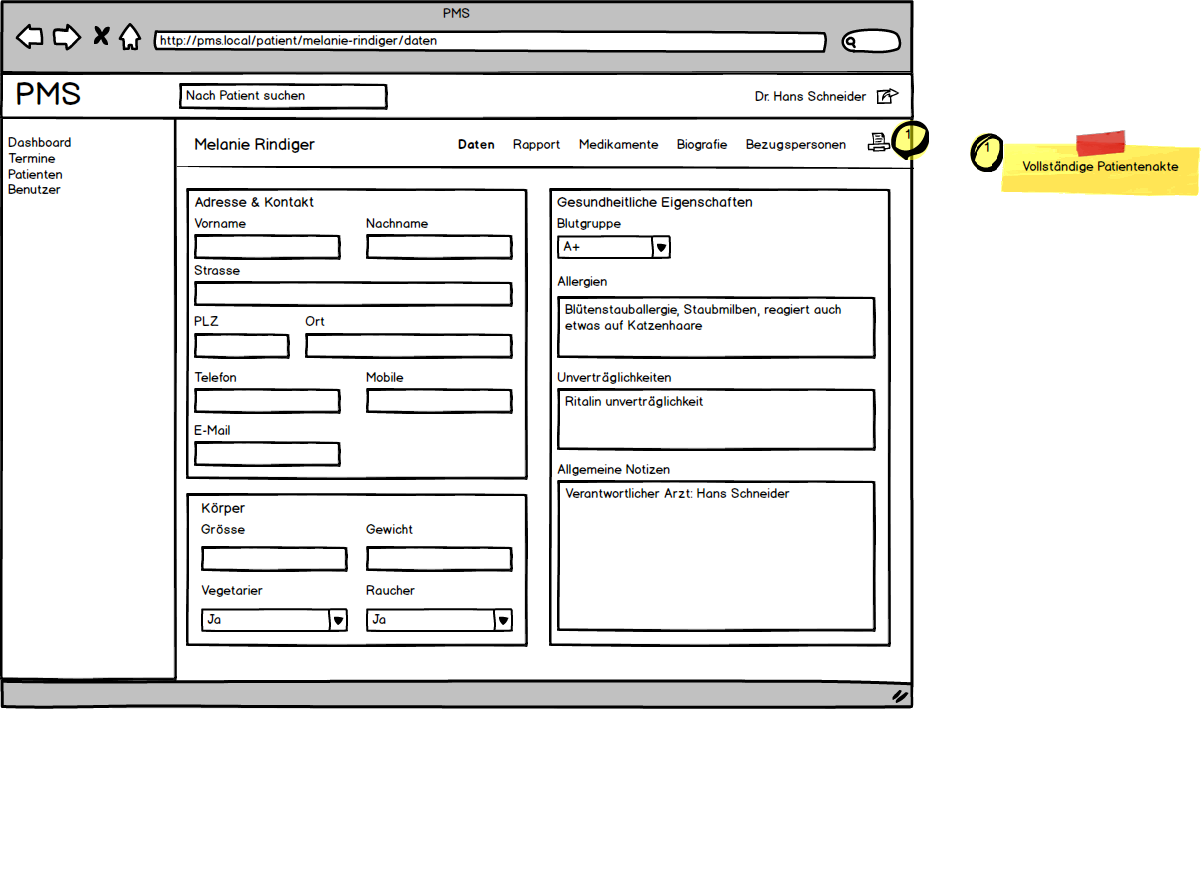 PMS
http://pms.local/patient/melanie-rindiger/daten
PMS
Nach Patient suchen
Dr. Hans Schneider
Dashboard
Termine
Patienten
Benutzer
Melanie Rindiger
Daten
Rapport
Medikamente
Biografie
Bezugspersonen
1
1
Vollständige Patientenakte
Adresse & Kontakt
Vorname
Nachname
Strasse
PLZ
Ort
Telefon
Mobile
E-Mail
Körper
Grösse
Gewicht
Vegetarier
Raucher
Ja
Ja
Gesundheitliche Eigenschaften
Blutgruppe
A+
Allergien
Blütenstauballergie, Staubmilben, reagiert auch
etwas auf Katzenhaare
Unverträglichkeiten
Ritalin unverträglichkeit
Allgemeine Notizen
Verantwortlicher Arzt: Hans Schneider